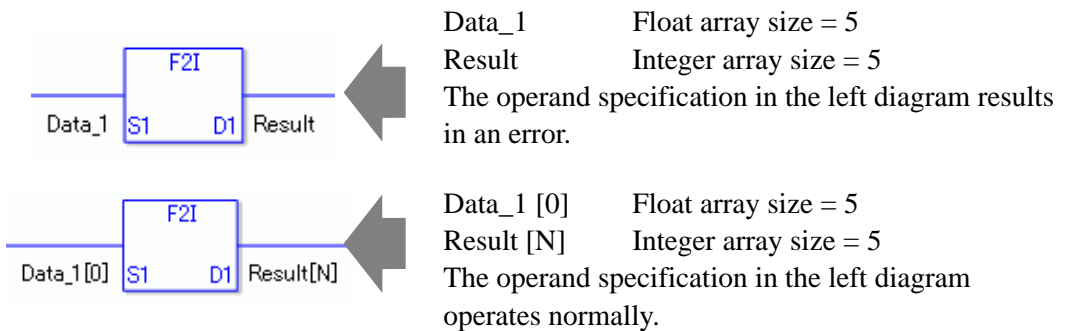 Data_1 Float array size = 5
F2I
Result Integer array size = 5
The operand specification in the left diagram results
Data_1 S1 D1 Result
in an error.
Data_1 [0] Float array size = 5
F2I
Result [N] Integer array size = 5
Data_1[0] S1 D1 Result[N]
The operand specification in the left diagram
operates normally.